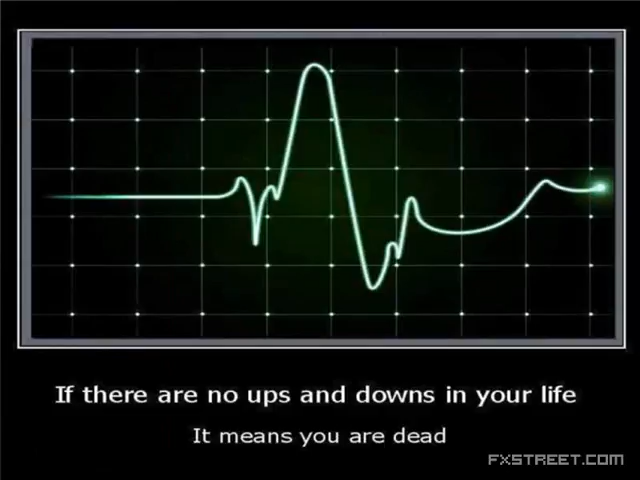 If there are no ups and downs in your life
It means you are dead
FXSTREET.COM